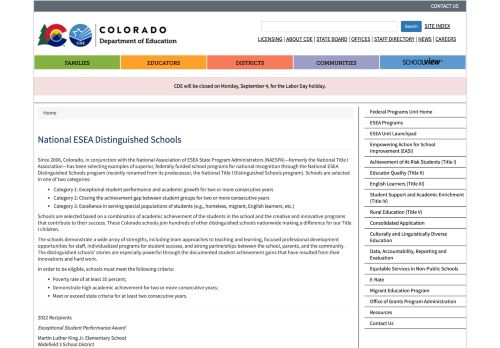 CONTACT US
COLORADO
Department of Education
CDE
Search
SITE INDEX
LICENSING | ABOUT CDE | STATE BOARD | OFFICES | STAFF DIRECTORY | NEWS | CAREERS
FAMILIES
EDUCATORS
DISTRICTS
COMMUNITIES
SCHOOLVIEW
CDE will be closed on Monday, September 4, for the Labor Day holiday.
Home
National ESEA Distinguished Schools
Since 2006, Colorado, in conjunction with the National Association of ESEA State Program Administrators (NAESPA)—formerly the National Title I
Association—has been selecting examples of superior, federally funded school programs for national recognition through the National ESEA
Distinguished Schools program (recently renamed from its predecessor, the National Title I Distinguished Schools program). Schools are selected
in one of two categories:
• Category 1: Exceptional student performance and academic growth for two or more consecutive years
• Category 2: Closing the achievement gap between student groups for two or more consecutive years
• Category 3: Excellence in serving special populations of students (e.g., homeless, migrant, English learners, etc.)
Schools are selected based on a combination of academic achievement of the students in the school and the creative and innovative programs
that contribute to their success. These Colorado schools join hundreds of other distinguished schools nationwide making a difference for our Title
I children.
The schools demonstrate a wide array of strengths, including team approaches to teaching and learning, focused professional development
opportunities for staff, individualized programs for student success, and strong partnerships between the school, parents, and the community.
The distinguished schools' stories are especially powerful through the documented student achievement gains that have resulted from their
innovations and hard work.
In order to be eligible, schools must meet the following criteria:
• Poverty rate of at least 35 percent;
• Demonstrate high academic achievement for two or more consecutive years;
• Meet or exceed state criteria for at least two consecutive years.
2022 Recipients
Exceptional Student Performance Award
Martin Luther King Jr. Elementary School
Widefield 3 School District
Federal Programs Unit Home
ESEA Programs
ESEA Unit Launchpad
Empowering Action for School
Improvement (EASI)
Achievement of At-Risk Students (Title I)
Educator Quality (Title II)
English Learners (Title III)
Student Support and Academic Enrichment
(Title IV)
Rural Education (Title V)
Consolidated Application
Culturally and Linguistically Diverse
Education
Data, Accountability, Reporting and
Evaluation
Equitable Services in Non-Public Schools
E-Rate
Migrant Education Program
Office of Grants Program Administration
Resources
Contact Us